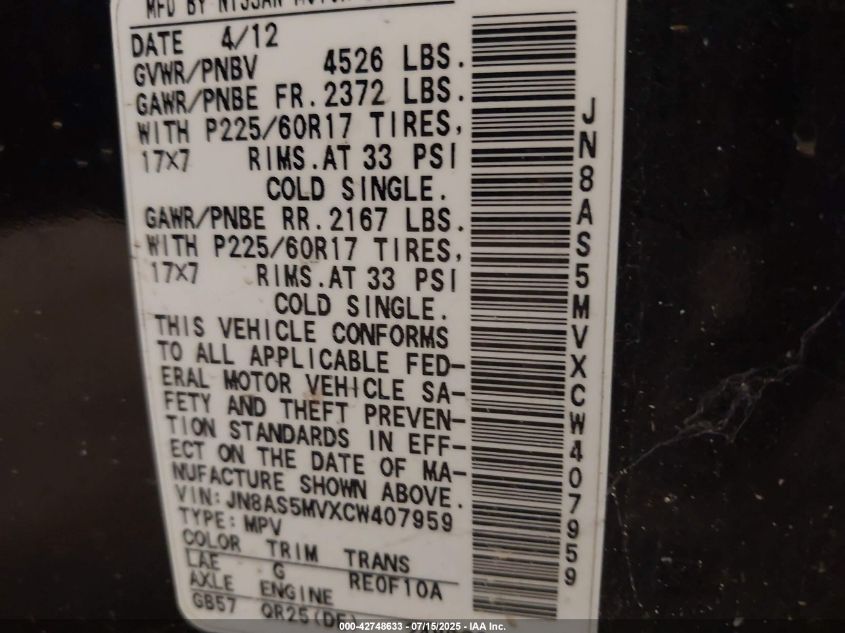 MFD BY NISSAN MOTOR
DATE 4/12
GVWR/PNBV 4526 LBS.
GAWR/PNBE FR. 2372 LBS.
WITH P225/60R17 TIRES,
17X7 RIMS. AT 33 PSI
COLD SINGLE.
GAWR/PNBE RR. 2167 LBS.
WITH P225/60R17 TIRES,
17X7 RIMS. AT 33 PSI
COLD SINGLE.
THIS VEHICLE CONFORMS
TO ALL APPLICABLE FED-
ERAL MOTOR VEHICLE SA-
FETY AND THEFT PREVEN-
TION STANDARDS IN EFF-
ECT ON THE DATE OF MA-
NUFACTURE SHOWN ABOVE.
VIN: JN8AS5MVXCW407959
TYPE: MPV
COLOR TRIM TRANS
LAE G RE0F10A
AXLE ENGINE
GB57 QR25(DE)
JN8AS5MVXCW407959
000-42748633 - 07/15/2025 - IAA, Inc.